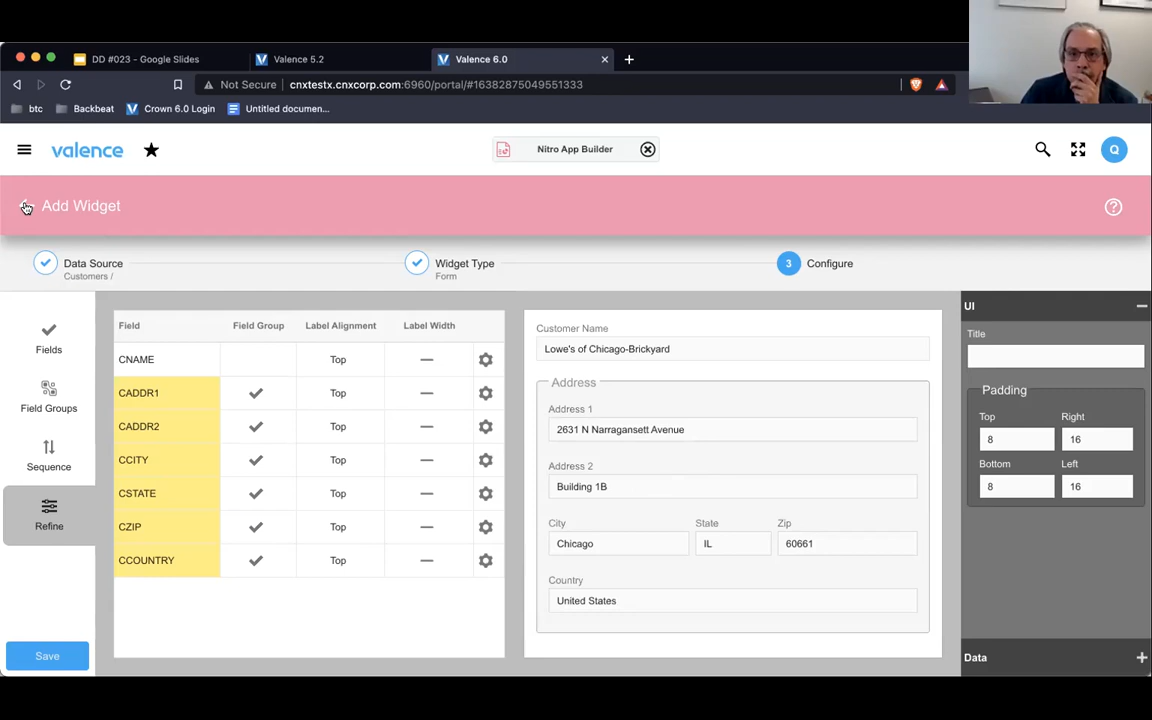 DD #023 - Google Slides
Valence 5.2
Valence 6.0
Not Secure
cnxtestx.cnxcorp.com:6960/portal/#16382875049551333
btc
Backbeat
Crown 6.0 Login
Untitled documen...
valence
Nitro App Builder
Q
Add Widget
Data Source
Customers /
Widget Type
Form
3
Configure
Fields
Field Groups
Sequence
Refine
Save
Field Field Group Label Alignment Label Width
CNAME Top —
CADDR1 Top —
CADDR2 Top —
CCITY Top —
CSTATE Top —
CZIP Top —
CCOUNTRY Top —
Customer Name
Lowe's of Chicago-Brickyard
Address
Address 1
2631 N Narragansett Avenue
Address 2
Building 1B
City State Zip
Chicago IL 60661
Country
United States
UI
Title
Padding
Top Right
8 16
Bottom Left
8 16
Data